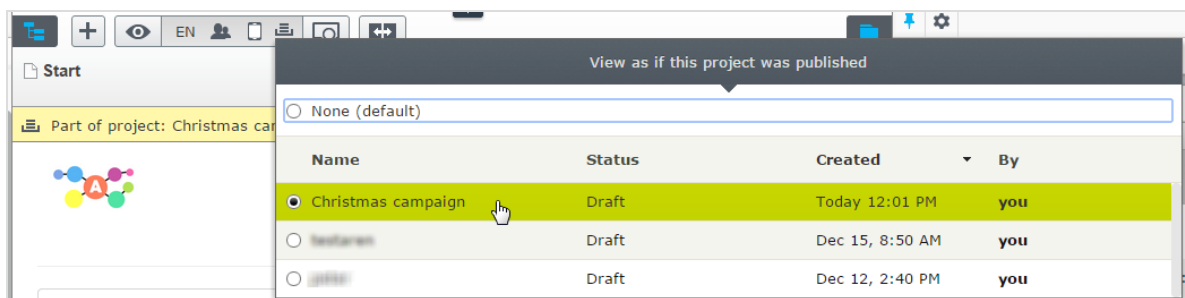 EN
View as if this project was published
Start
None (default)
Part of project: Christmas
Name Status Created By
A
Christmas campaign Draft Today 12:01 PM you
Draft Dec 15, 8:50 AM you
Draft Dec 12, 2:40 PM you